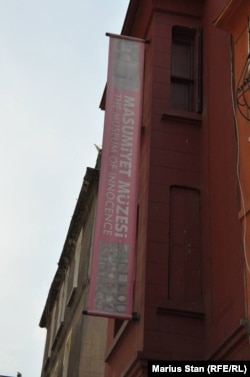 MASUMİYET MÜZESİ
THE MUSEUM OF INNOCENCE
Marius Stan (RFE/RL)